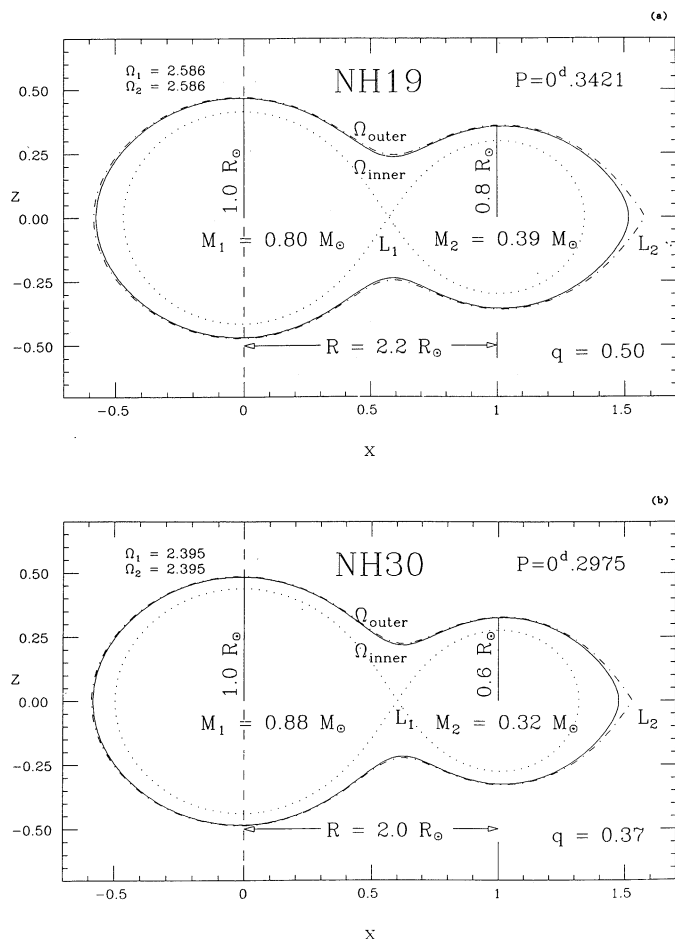 (a)
Ω₁ = 2.586
Ω₂ = 2.586
NH19
P=0ᵈ.3421
Ω_outer
Ω_inner
1.0 R☉
0.8 R☉
M₁ = 0.80 M☉
L₁
M₂ = 0.39 M☉
L₂
R = 2.2 R☉
q = 0.50
Z
0.50
0.25
0.00
−0.25
−0.50
−0.5
0
0.5
1
1.5
X
(b)
Ω₁ = 2.395
Ω₂ = 2.395
NH30
P=0ᵈ.2975
Ω_outer
Ω_inner
1.0 R☉
0.6 R☉
M₁ = 0.88 M☉
L₁
M₂ = 0.32 M☉
L₂
R = 2.0 R☉
q = 0.37
Z
0.50
0.25
0.00
−0.25
−0.50
−0.5
0
0.5
1
1.5
X